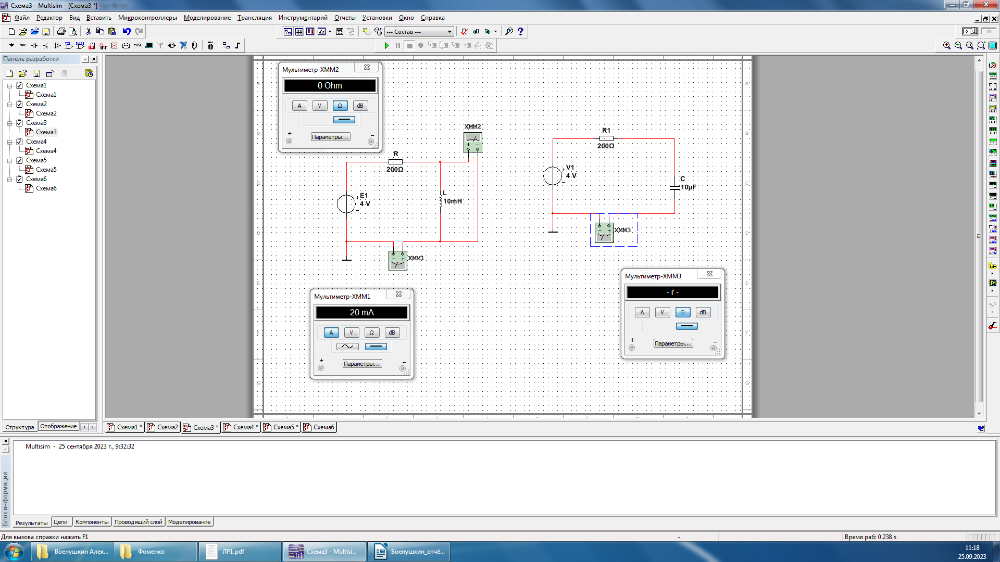 Схема3 - Multisim - [Схема3 *]
Файл Редактор Вид Вставить Микроконтроллеры Моделирование Трансляция Инструментарий Отчеты Установки Окно Справка
--- Состав ---
MISC
Панель разработки
Схема1
Схема1
Схема2
Схема2
Схема3
Схема3
Схема4
Схема4
Схема5
Схема5
Схема6
Схема6
Структура Отображение
Мультиметр-XMM2
0 Ohm
A V Ω dB
+ Параметры... −
XMM2
R
200Ω
E1
4 V
L
10mH
XMM1
Мультиметр-XMM1
20 mA
A V Ω dB
+ Параметры... −
R1
200Ω
V1
4 V
C
10µF
XMM3
Мультиметр-XMM3
- r -
A V Ω dB
+ Параметры... −
A B C D E F G
A B C D E F G
Схема1 * Схема2 Схема3 * Схема4 * Схема5 * Схема6
Multisim - 25 сентября 2023 г., 9:32:32
Блок информации
Результаты Цепи Компоненты Проводящий слой Моделирование
Для вызова справки нажать F1
-
Время раб: 0.238 s
Военушкин Алек... Фоменко ЛР1.pdf Схема3 - Multisi... Военушкин_отчё...
11:18
25.09.2023